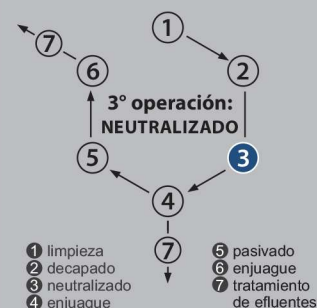 1
7
2
6
3° operación:
NEUTRALIZADO
5
3
4
7
1 limpieza
2 decapado
3 neutralizado
4 enjuague
5 pasivado
6 enjuague
7 tratamiento
de efluentes